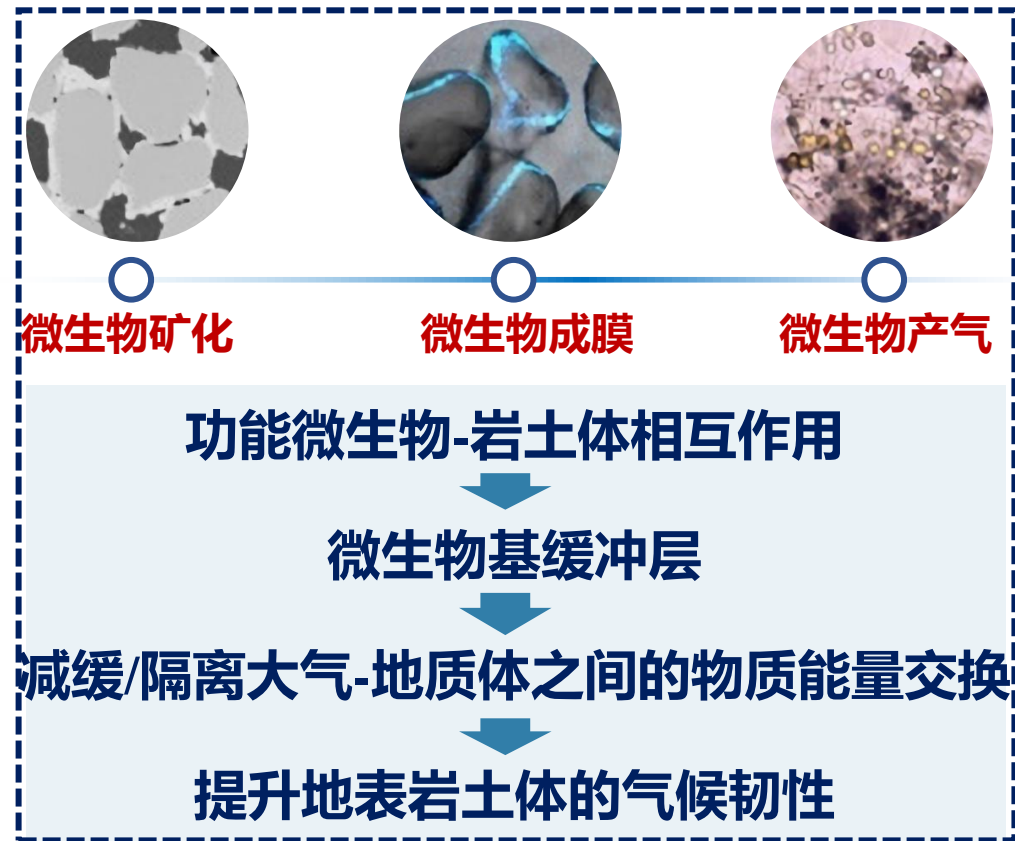 微生物矿化
微生物成膜
微生物产气
功能微生物-岩土体相互作用
微生物基缓冲层
减缓/隔离大气-地质体之间的物质能量交换
提升地表岩土体的气候韧性